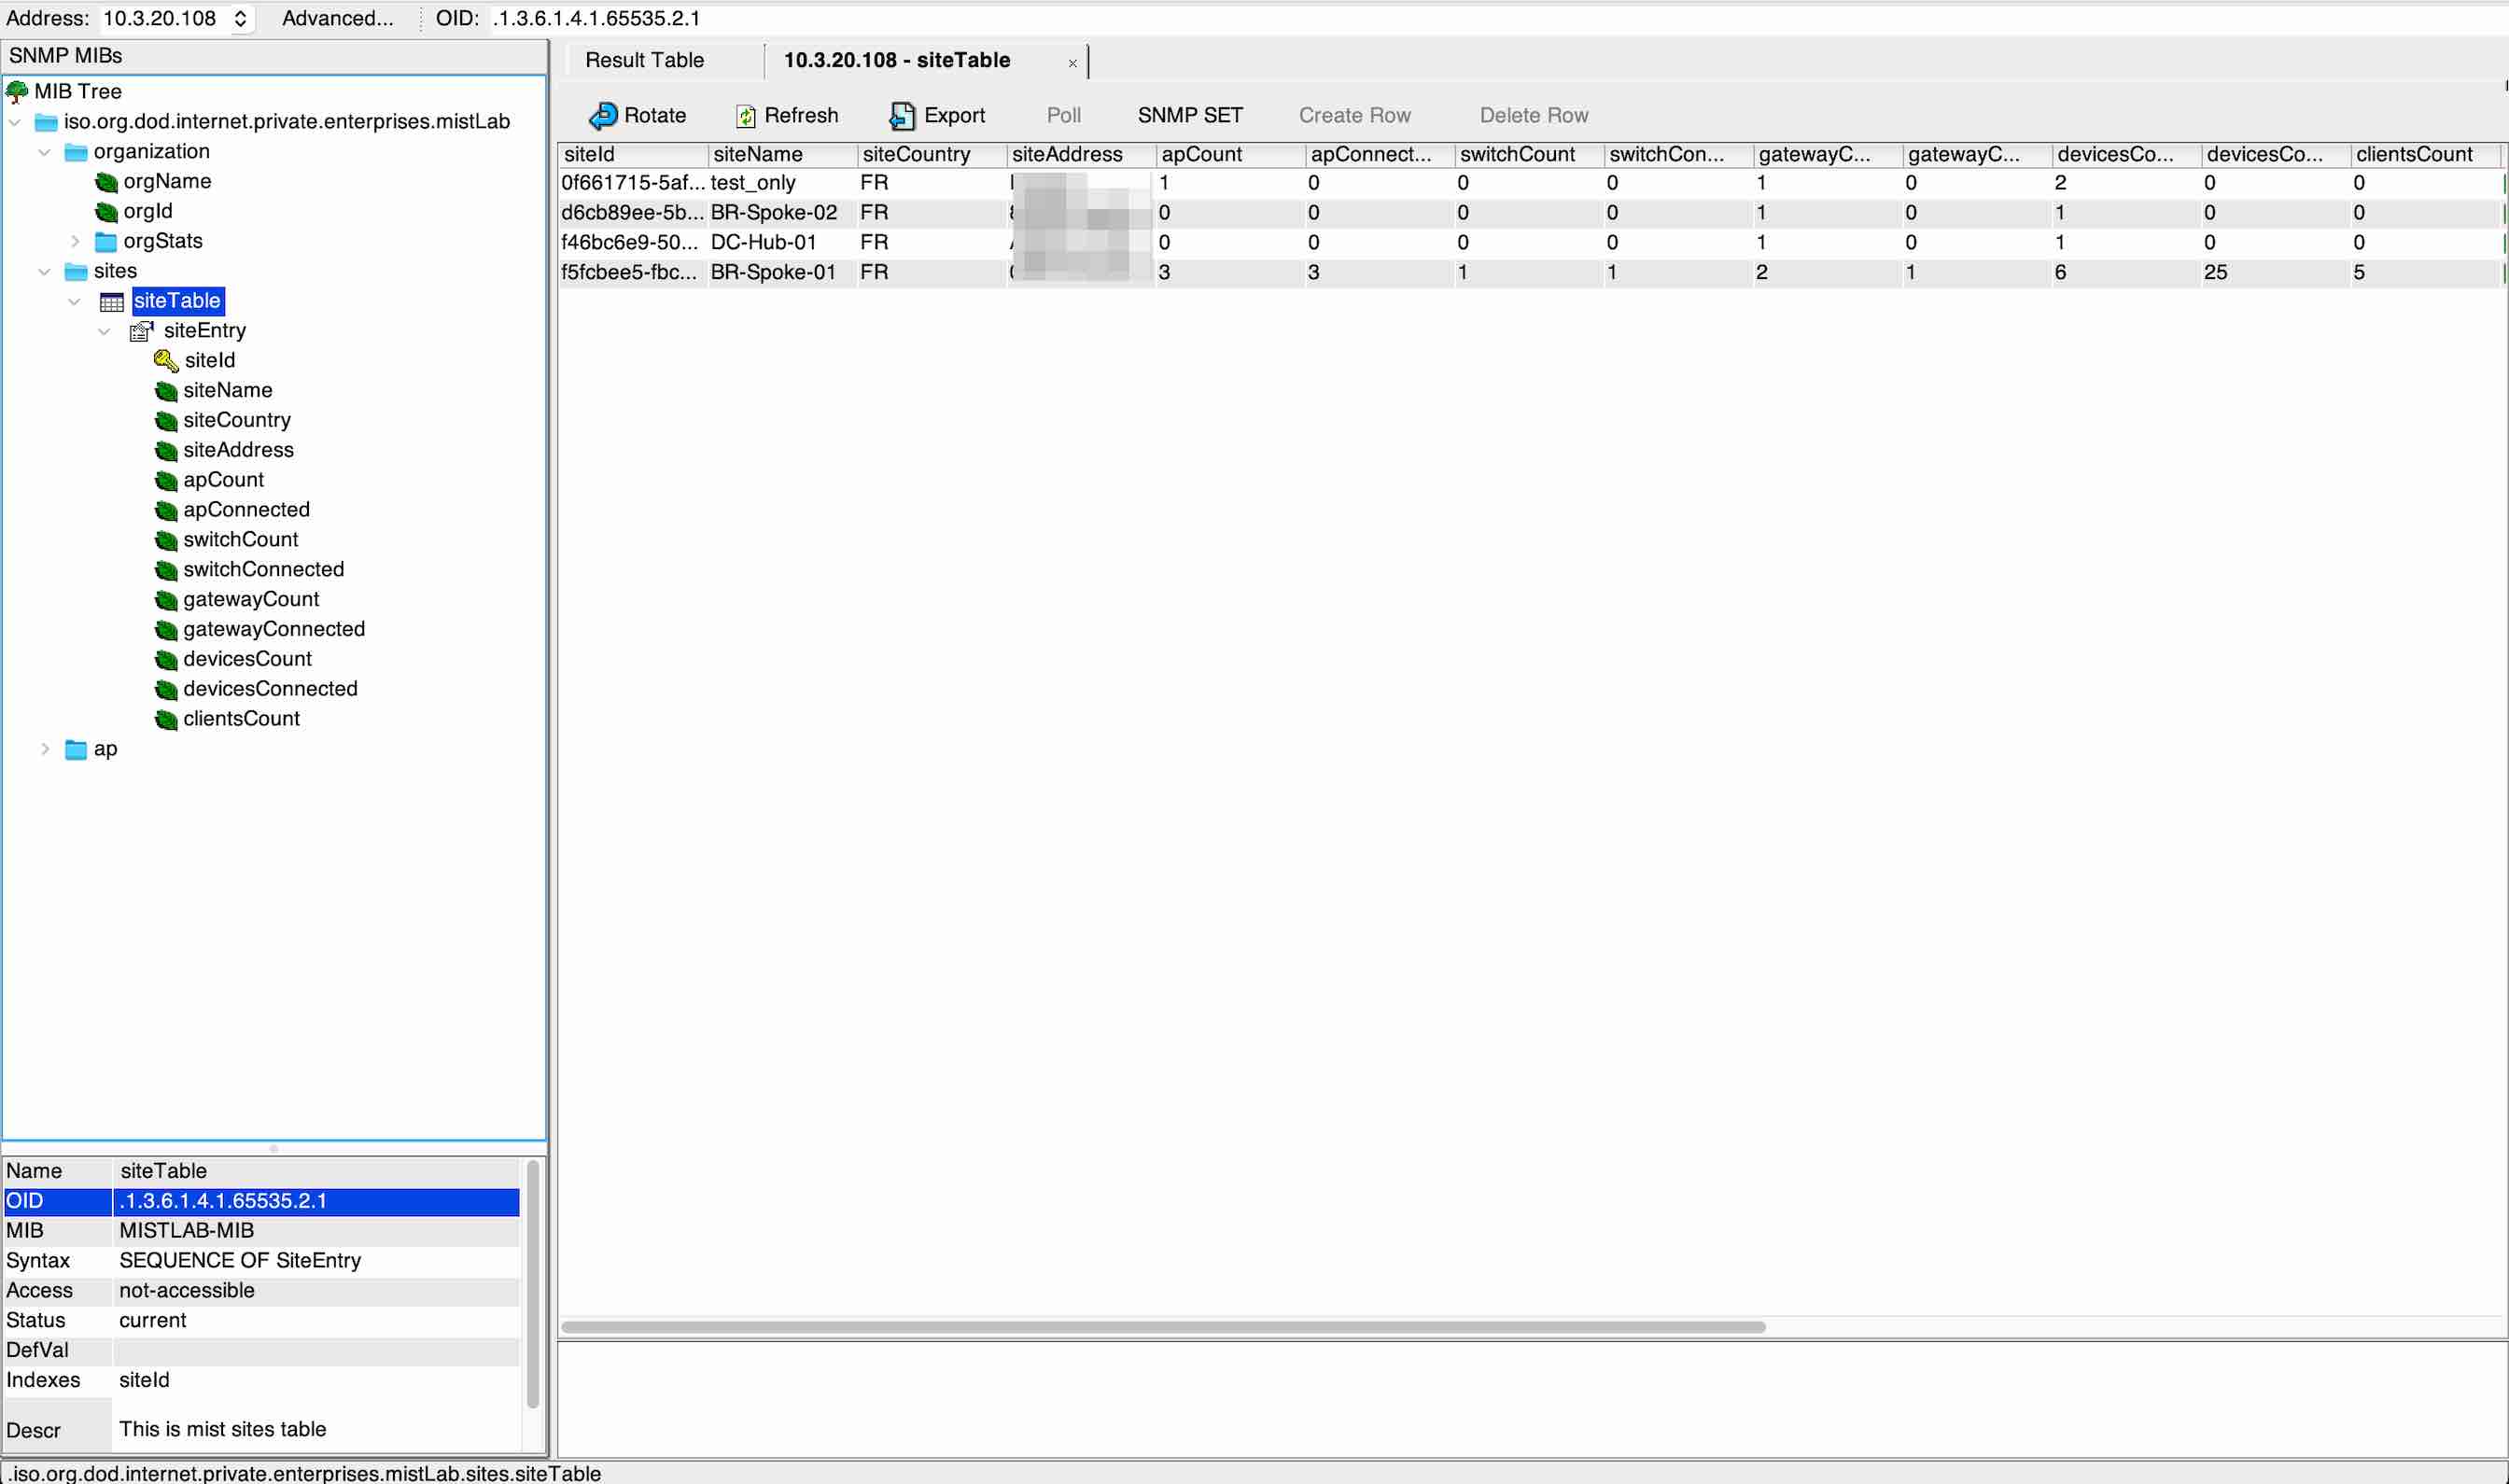 Address: 10.3.20.108 Advanced... OID: .1.3.6.1.4.1.65535.2.1
SNMP MIBs
MIB Tree
iso.org.dod.internet.private.enterprises.mistLab
organization
orgName
orgId
orgStats
sites
siteTable
siteEntry
siteId
siteName
siteCountry
siteAddress
apCount
apConnected
switchCount
switchConnected
gatewayCount
gatewayConnected
devicesCount
devicesConnected
clientsCount
ap
Name siteTable
OID .1.3.6.1.4.1.65535.2.1
MIB MISTLAB-MIB
Syntax SEQUENCE OF SiteEntry
Access not-accessible
Status current
DefVal
Indexes siteId
Descr This is mist sites table
Result Table 10.3.20.108 - siteTable ×
Rotate Refresh Export Poll SNMP SET Create Row Delete Row
siteId siteName siteCountry siteAddress apCount apConnect... switchCount switchCon... gatewayC... gatewayC... devicesCo... devicesCo... clientsCount
0f661715-5af... test_only FR 1 0 0 0 1 0 2 0 0
d6cb89ee-5b... BR-Spoke-02 FR 0 0 0 0 1 0 1 0 0
f46bc6e9-50... DC-Hub-01 FR 0 0 0 0 1 0 1 0 0
f5fcbee5-fbc... BR-Spoke-01 FR 3 3 1 1 2 1 6 25 5
.iso.org.dod.internet.private.enterprises.mistLab.sites.siteTable